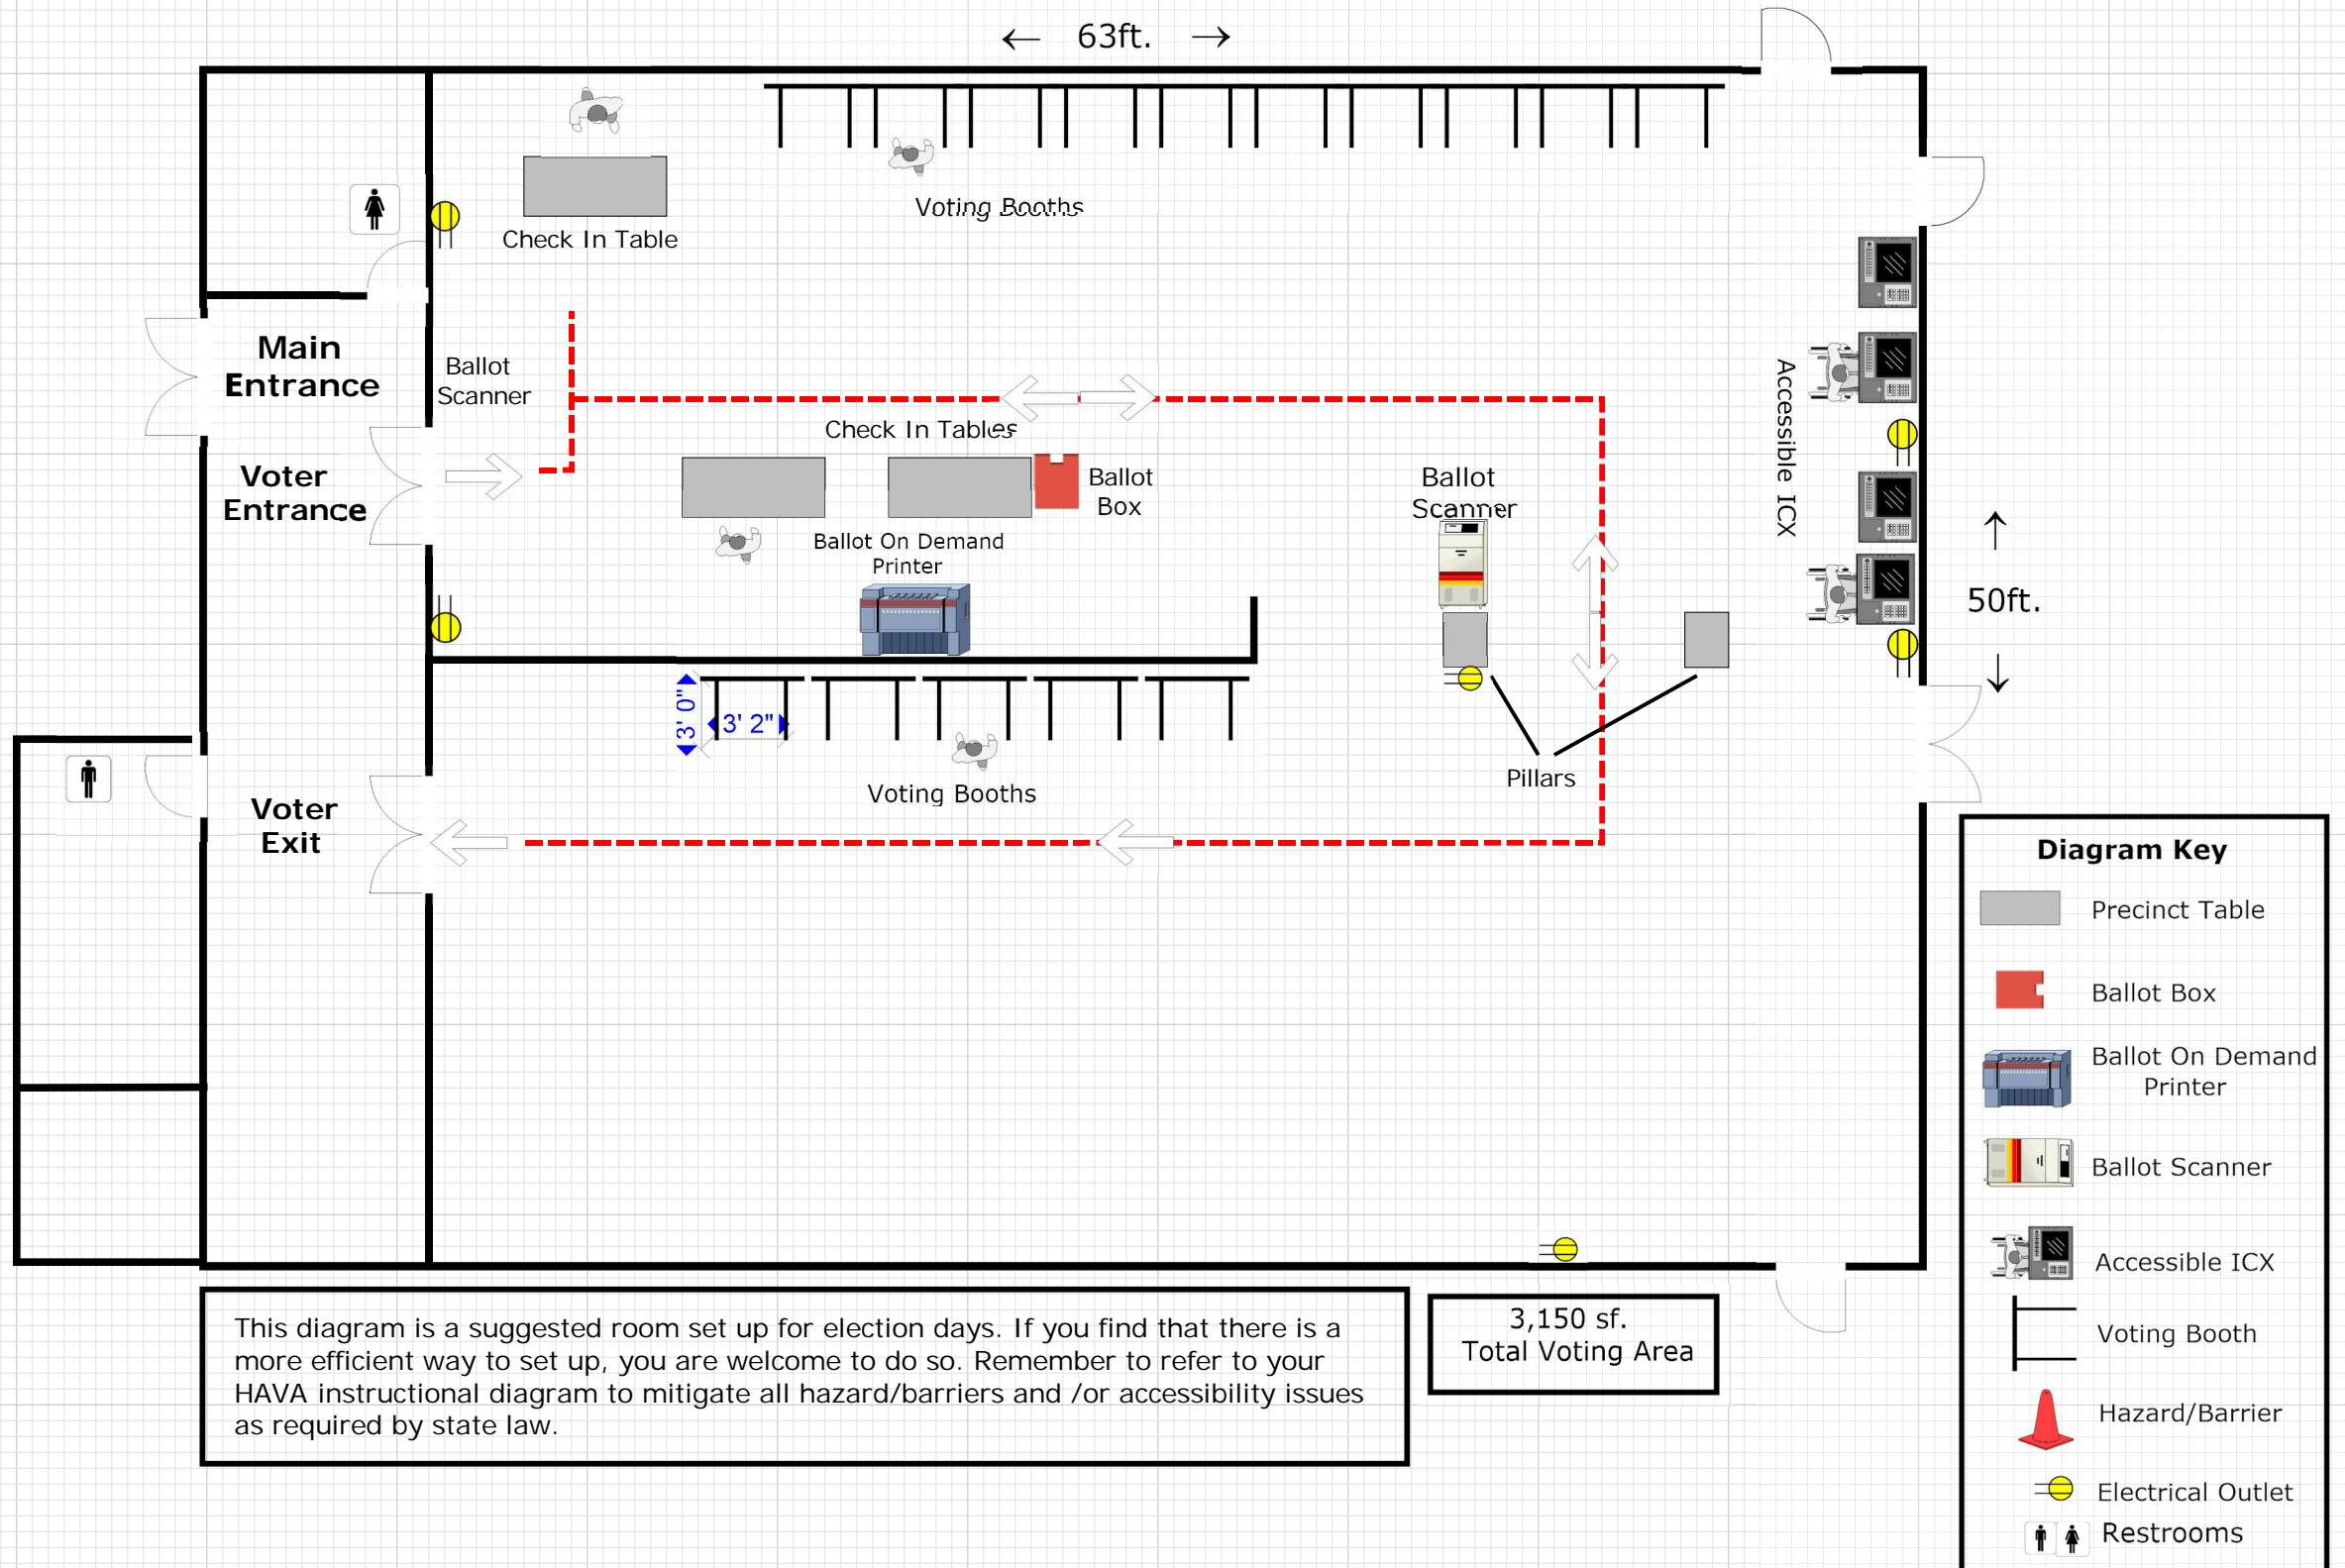 ← 63ft. →
Voting Booths
Check In Table
Main
Entrance
Ballot
Scanner
Check In Tables
Voter
Entrance
Ballot
Box
Ballot
Scanner
Accessible ICX
Ballot On Demand
Printer
50ft.
3' 0"
3' 2"
Pillars
Voting Booths
Voter
Exit
Diagram Key
Precinct Table
Ballot Box
Ballot On Demand
Printer
Ballot Scanner
Accessible ICX
Voting Booth
Hazard/Barrier
Electrical Outlet
Restrooms
This diagram is a suggested room set up for election days. If you find that there is a
more efficient way to set up, you are welcome to do so. Remember to refer to your
HAVA instructional diagram to mitigate all hazard/barriers and /or accessibility issues
as required by state law.
3,150 sf.
Total Voting Area